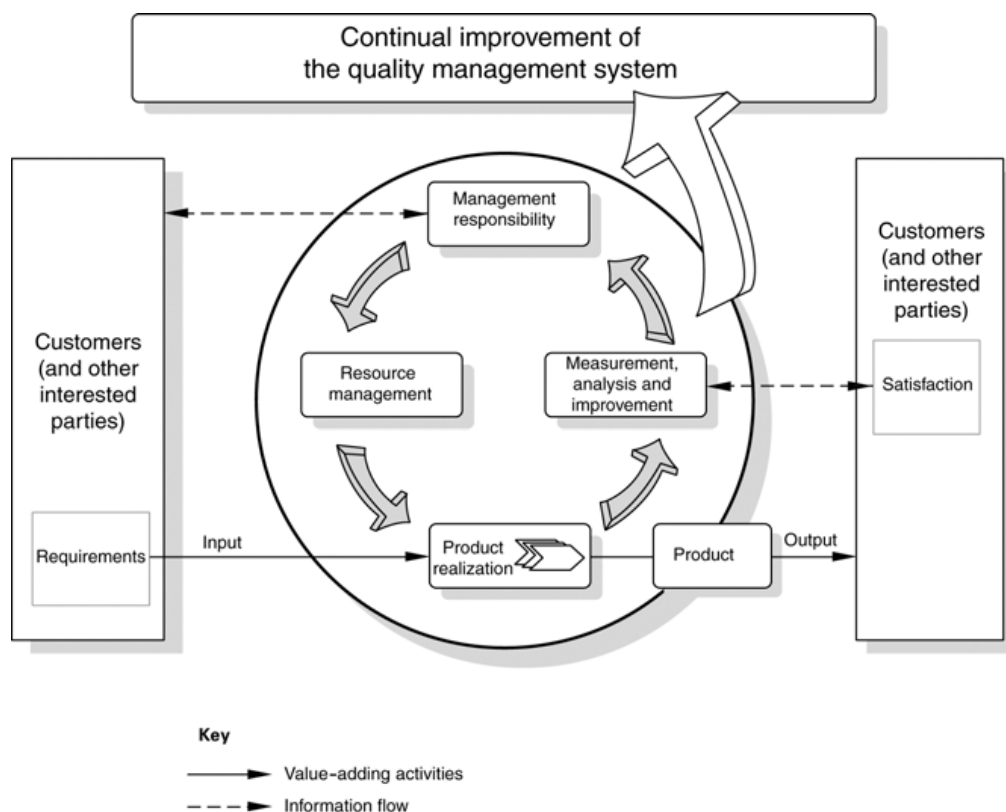 Continual improvement of
the quality management system
Management
responsibility
Customers
(and other
interested
parties)
Customers
(and other
interested
parties)
Resource
management
Measurement,
analysis and
improvement
Satisfaction
Requirements
Input
Product
realization
Product
Output
Key
Value-adding activities
Information flow